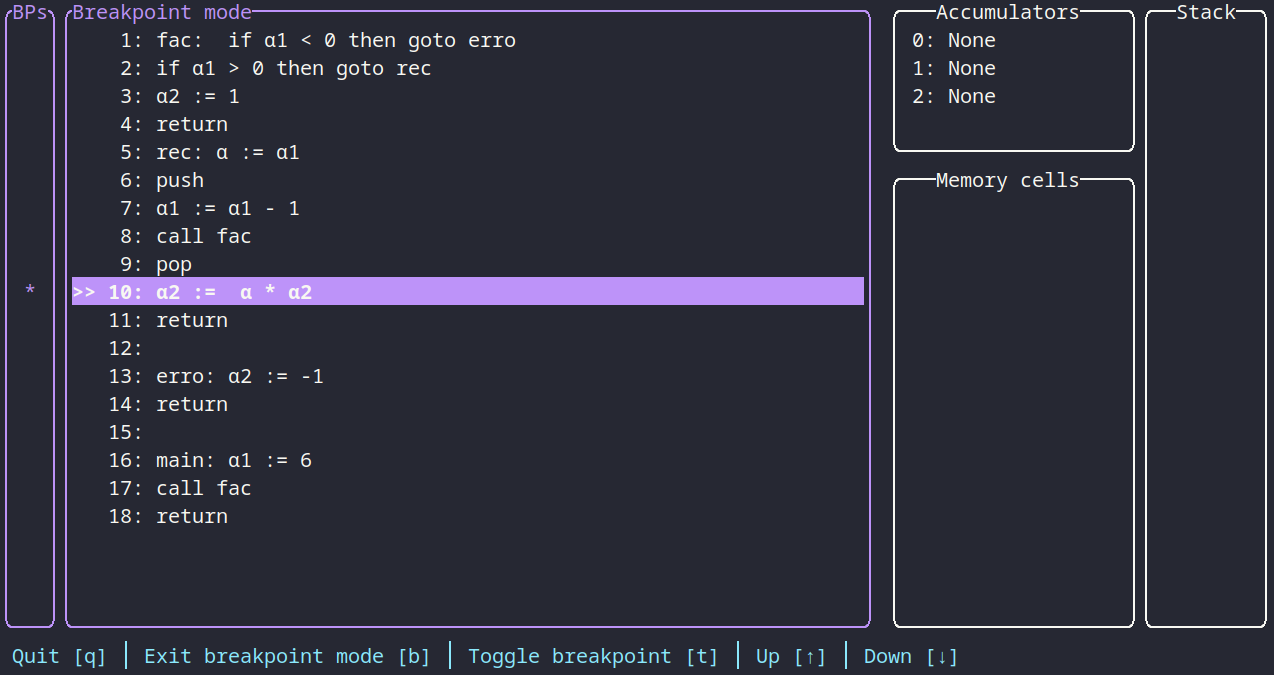 BPs
*
Breakpoint mode
1: fac:  if α1 < 0 then goto erro
2: if α1 > 0 then goto rec
3: α2 := 1
4: return
5: rec: α := α1
6: push
7: α1 := α1 - 1
8: call fac
9: pop
>> 10: α2 :=  α * α2
11: return
12:
13: erro: α2 := -1
14: return
15:
16: main: α1 := 6
17: call fac
18: return
Accumulators
0: None
1: None
2: None
Memory cells
Stack
Quit [q] │ Exit breakpoint mode [b] │ Toggle breakpoint [t] │ Up [↑] │ Down [↓]